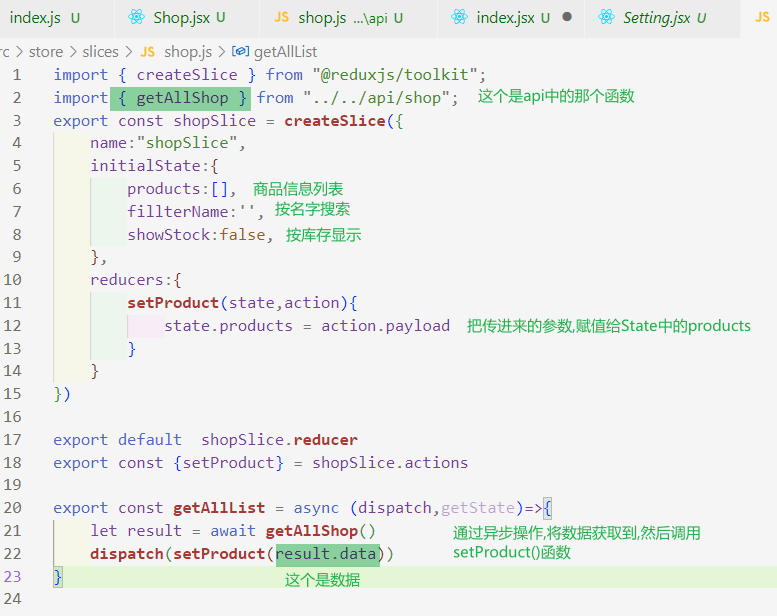 index.js U Shop.jsx U JS shop.js ...\api U index.jsx U ● Setting.jsx U JS
rc > store > slices > JS shop.js > getAllList
1 import { createSlice } from "@reduxjs/toolkit";
2 import { getAllShop } from "../../api/shop"; 这个是api中的那个函数
3 export const shopSlice = createSlice({
4 name:"shopSlice",
5 initialState:{
6 products:[], 商品信息列表
7 fillterName:'', 按名字搜索
8 showStock:false, 按库存显示
9 },
10 reducers:{
11 setProduct(state,action){
12 state.products = action.payload 把传进来的参数,赋值给State中的products
13 }
14 }
15 })
16
17 export default shopSlice.reducer
18 export const {setProduct} = shopSlice.actions
19
20 export const getAllList = async (dispatch,getState)=>{
21 let result = await getAllShop() 通过异步操作,将数据获取到,然后调用
22 dispatch(setProduct(result.data)) setProduct()函数
23 }
这个是数据
24